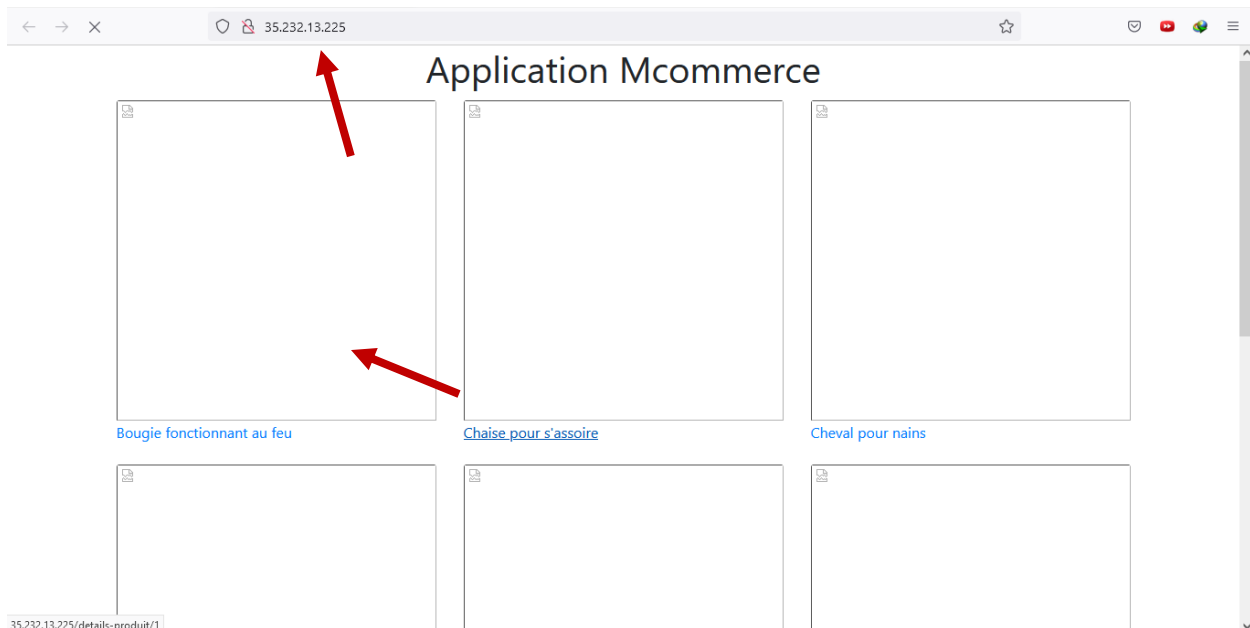 35.232.13.225
Application Mcommerce
Bougie fonctionnant au feu
Chaise pour s'assoire
Cheval pour nains
35.232.13.225/details-produit/1